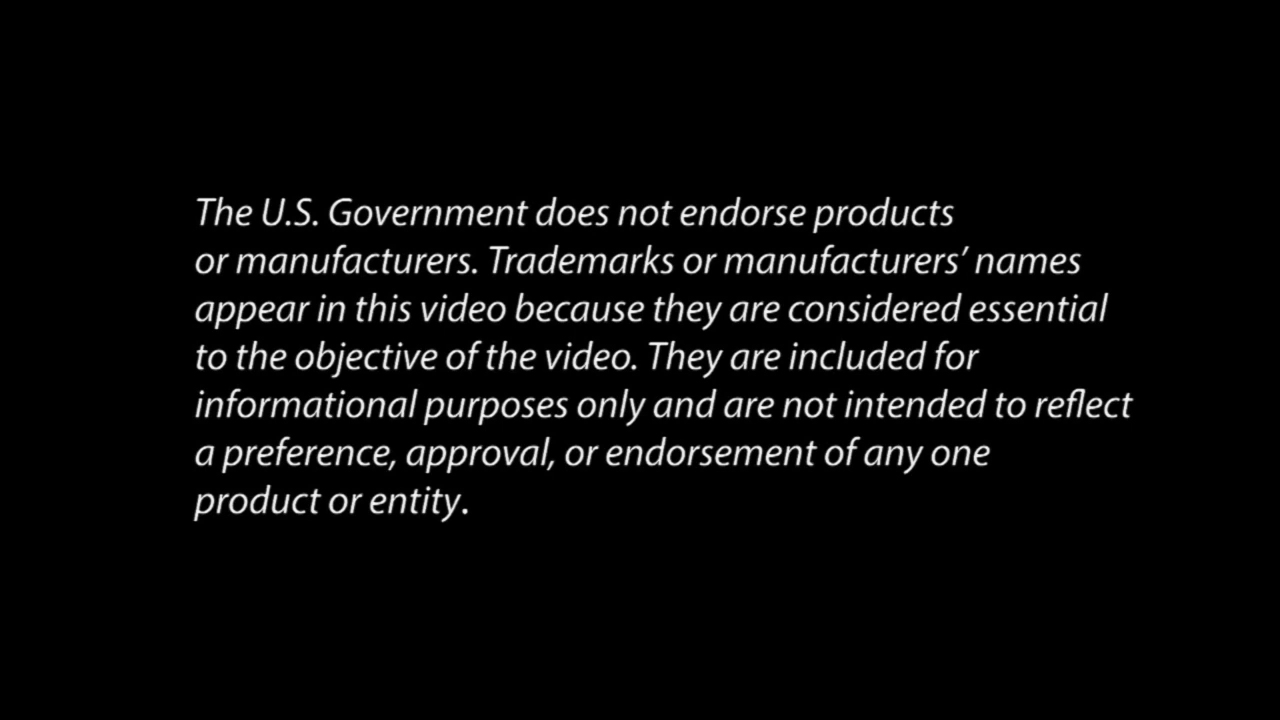 The U.S. Government does not endorse products
or manufacturers. Trademarks or manufacturers’ names
appear in this video because they are considered essential
to the objective of the video. They are included for
informational purposes only and are not intended to reflect
a preference, approval, or endorsement of any one
product or entity.